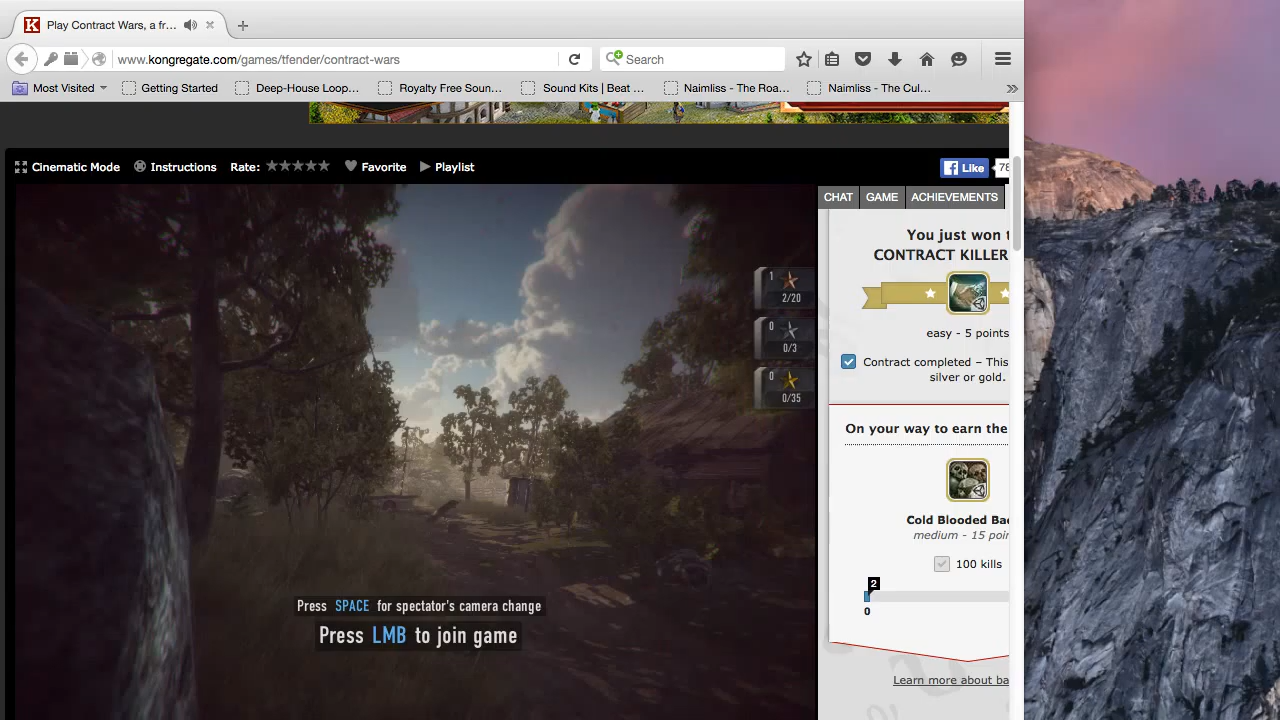 K Play Contract Wars, a fr...
www.kongregate.com/games/tfender/contract-wars
Search
Most Visited
Getting Started
Deep-House Loop...
Royalty Free Soun...
Sound Kits | Beat ...
Naimliss - The Roa...
Naimliss - The Cul...
Cinematic Mode
Instructions
Rate:
Favorite
Playlist
Like
78
CHAT
GAME
ACHIEVEMENTS
1
2/20
0
0/3
0
0/35
Press SPACE for spectator's camera change
Press LMB to join game
You just won t
CONTRACT KILLER
easy - 5 points
Contract completed – This
silver or gold.
On your way to earn the
Cold Blooded Bad
medium - 15 poin
100 kills
2
0
Learn more about ba